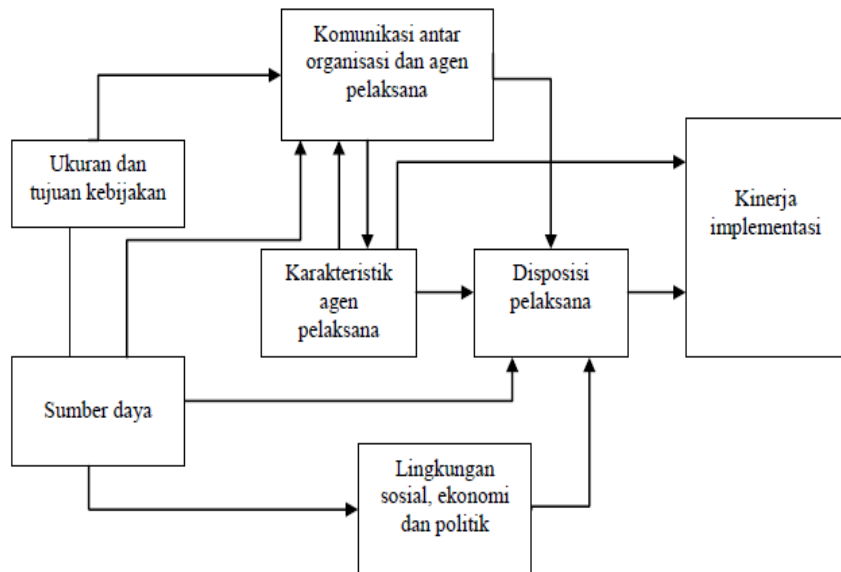 Komunikasi antar
organisasi dan agen
pelaksana
Ukuran dan
tujuan kebijakan
Kinerja
implementasi
Karakteristik
agen
pelaksana
Disposisi
pelaksana
Sumber daya
Lingkungan
sosial, ekonomi
dan politik